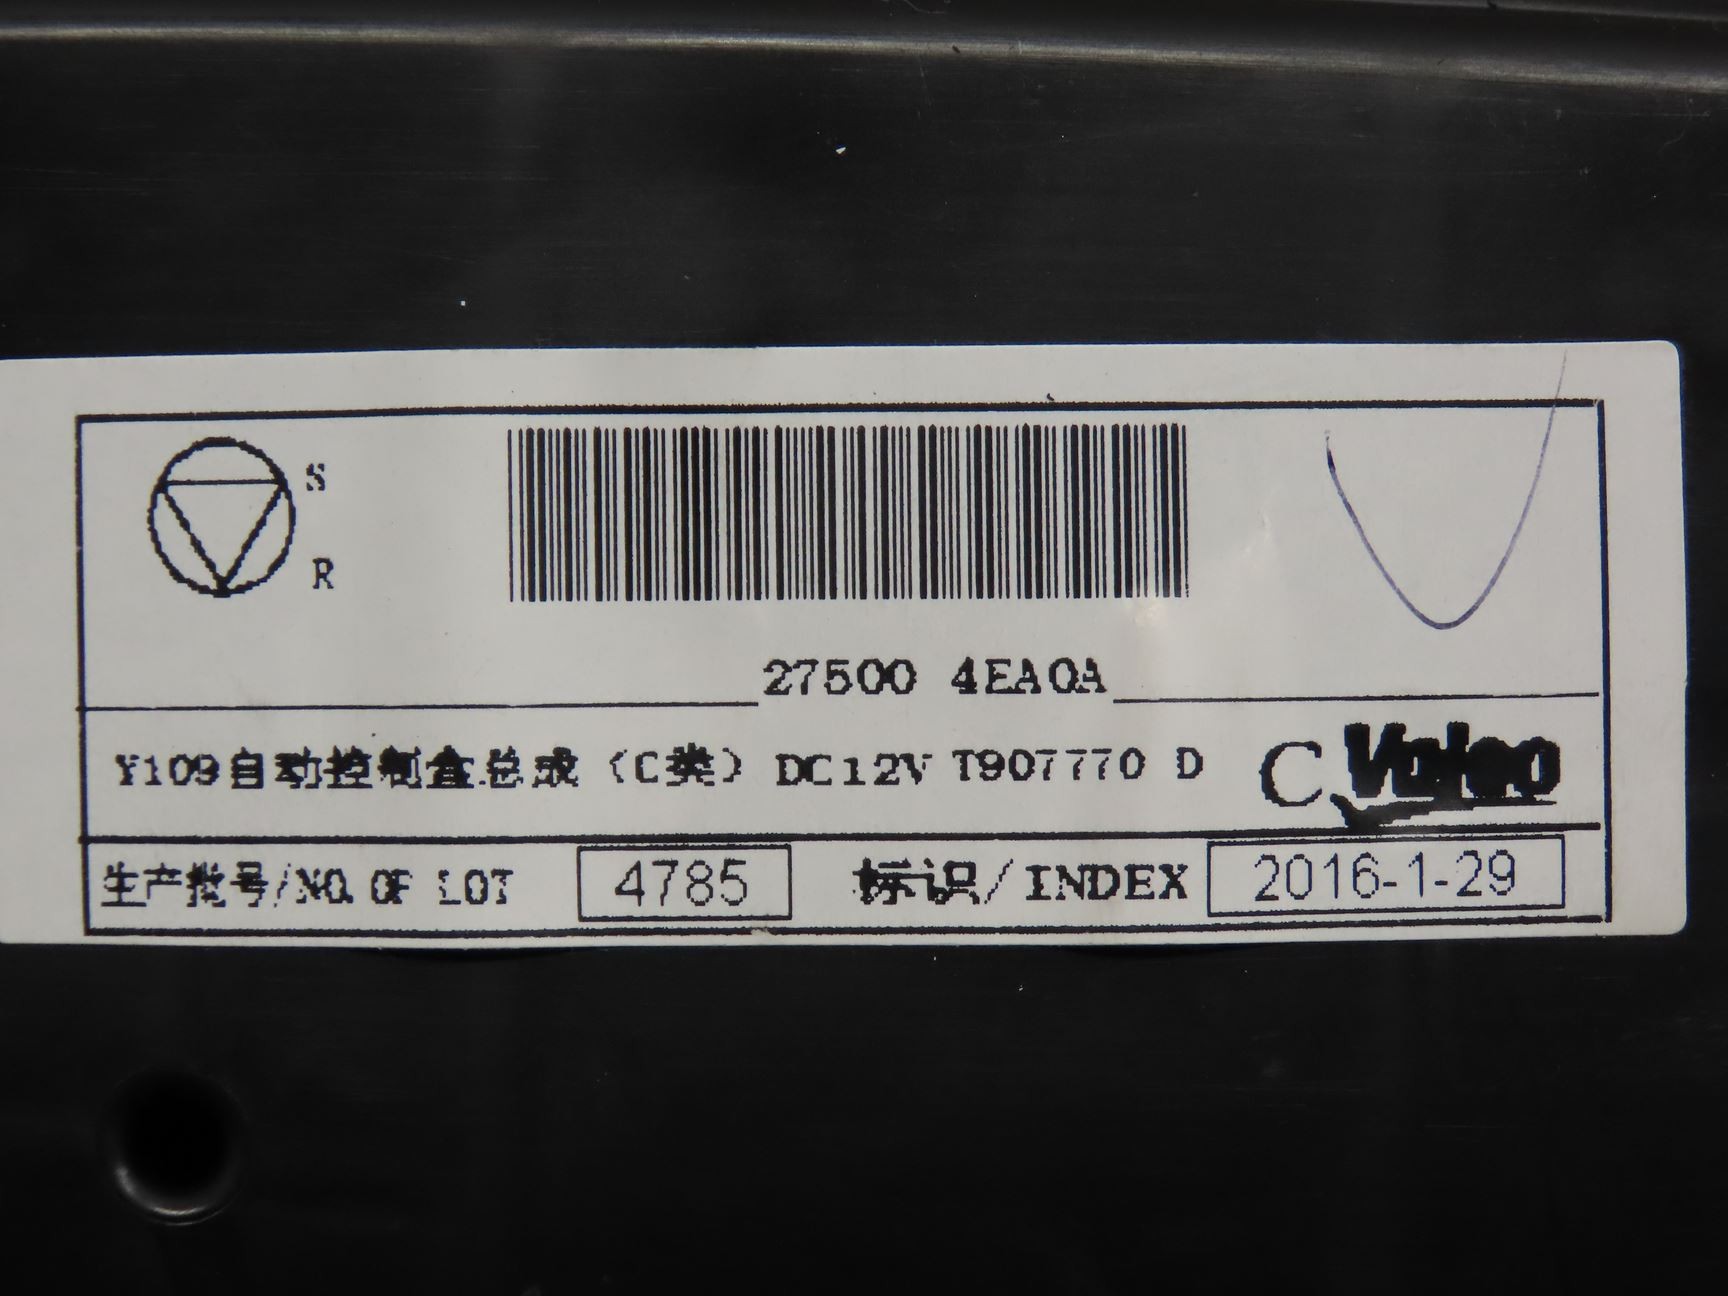 S
R
27500 4EA0A
Y109自动控制盒总成（C类）DC12V T907770 D C Valeo
生产批号/NO. OF LOT 4785 标识/INDEX 2016-1-29